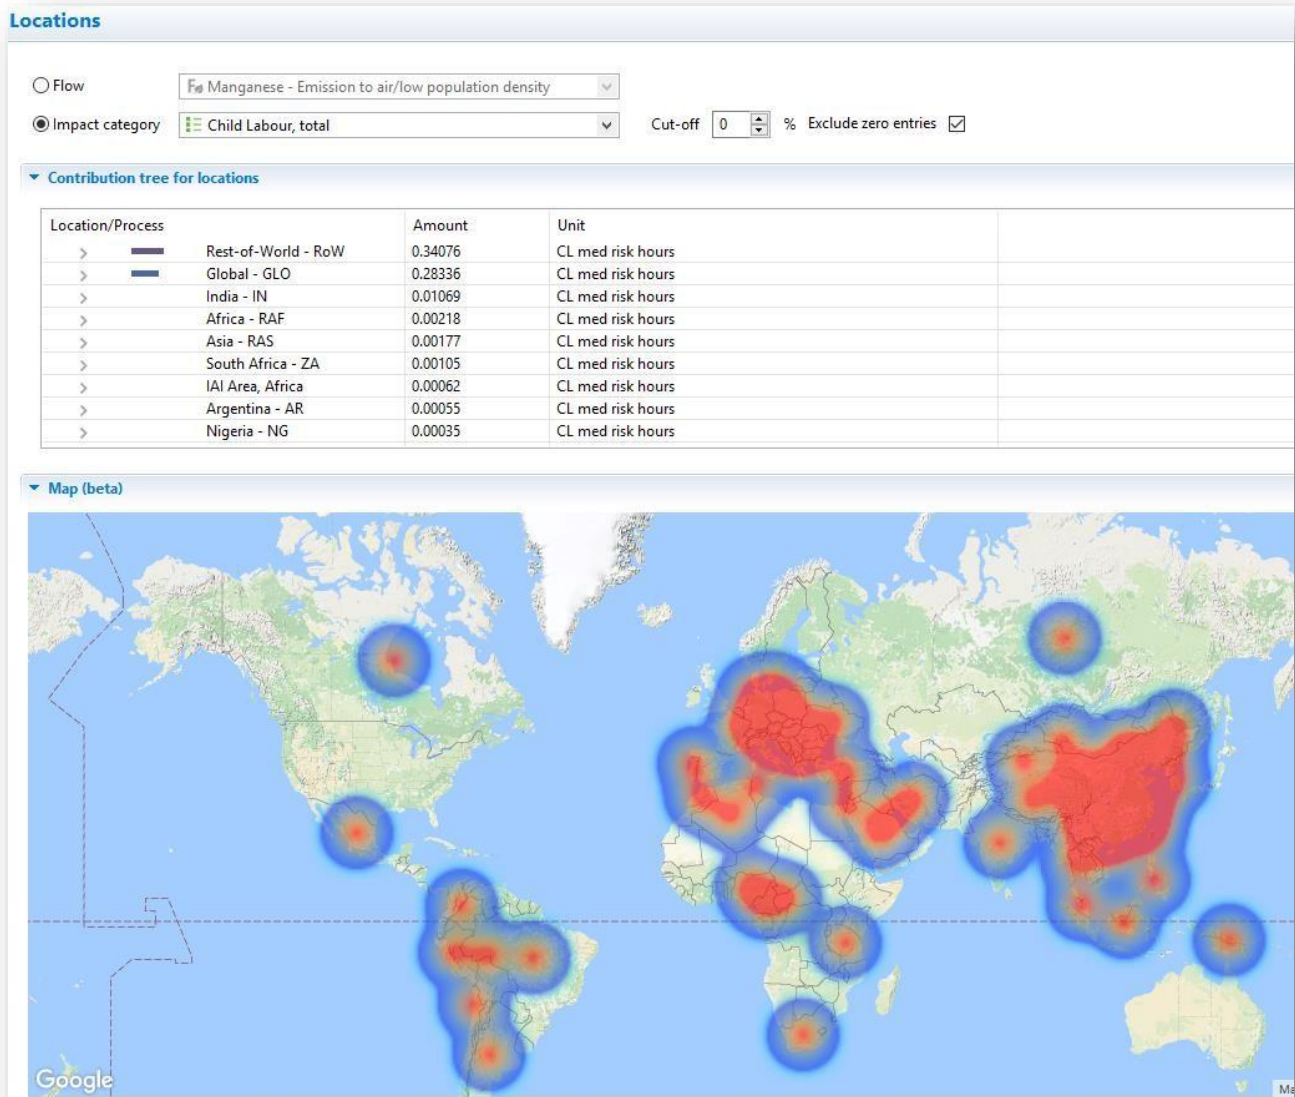 Locations
Flow Manganese - Emission to air/low population density
Impact category Child Labour, total Cut-off 0 % Exclude zero entries
Contribution tree for locations
Location/Process Amount Unit
Rest-of-World - RoW 0.34076 CL med risk hours
Global - GLO 0.28336 CL med risk hours
India - IN 0.01069 CL med risk hours
Africa - RAF 0.00218 CL med risk hours
Asia - RAS 0.00177 CL med risk hours
South Africa - ZA 0.00105 CL med risk hours
IAI Area, Africa 0.00062 CL med risk hours
Argentina - AR 0.00055 CL med risk hours
Nigeria - NG 0.00035 CL med risk hours
Map (beta)
Google